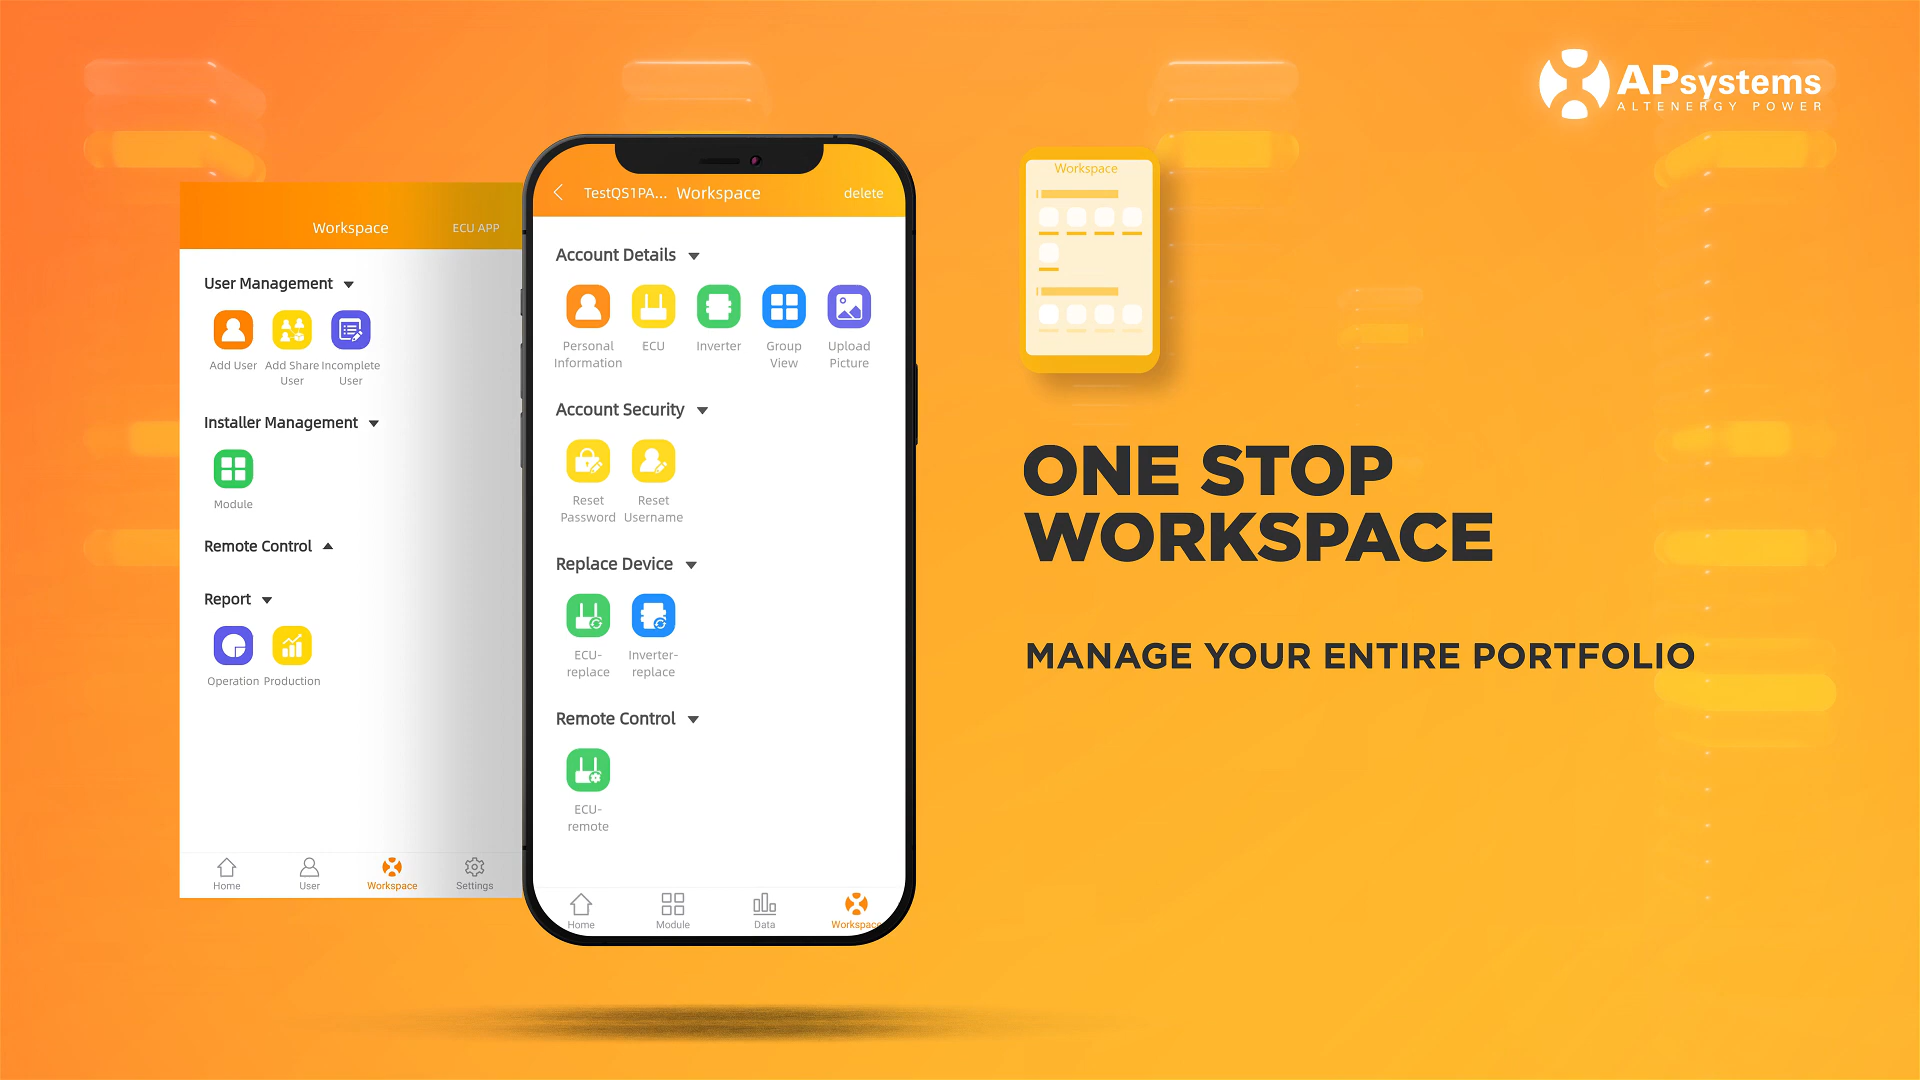 APsystems
ALTENERGY POWER
Workspace
ECU APP
User Management
Add User
Add Share User
Incomplete User
Installer Management
Module
Remote Control
Report
Operation
Production
Home
User
Workspace
Settings
TestQS1PA...
Workspace
delete
Account Details
Personal Information
ECU
Inverter
Group View
Upload Picture
Account Security
Reset Password
Reset Username
Replace Device
ECU-replace
Inverter-replace
Remote Control
ECU-remote
Home
Module
Data
Workspace
Workspace
ONE STOP
WORKSPACE
MANAGE YOUR ENTIRE PORTFOLIO